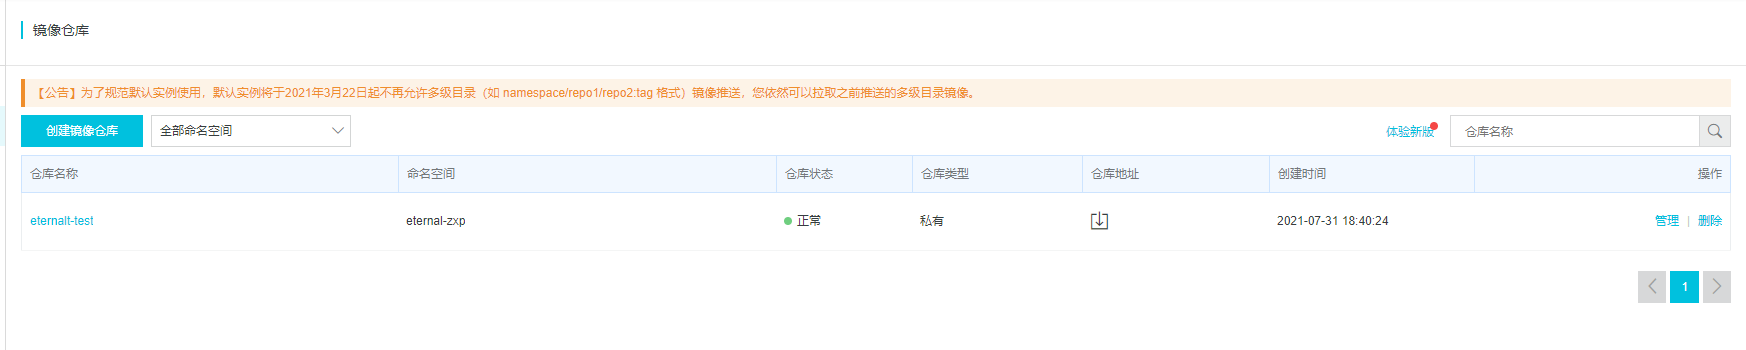 镜像仓库
【公告】为了规范默认实例使用，默认实例将于2021年3月22日起不再允许多级目录（如 namespace/repo1/repo2:tag 格式）镜像推送，您依然可以拉取之前推送的多级目录镜像。
创建镜像仓库 全部命名空间 体验新版 仓库名称
仓库名称 命名空间 仓库状态 仓库类型 仓库地址 创建时间 操作
eternalt-test eternal-zxp 正常 私有 2021-07-31 18:40:24 管理 | 删除
1